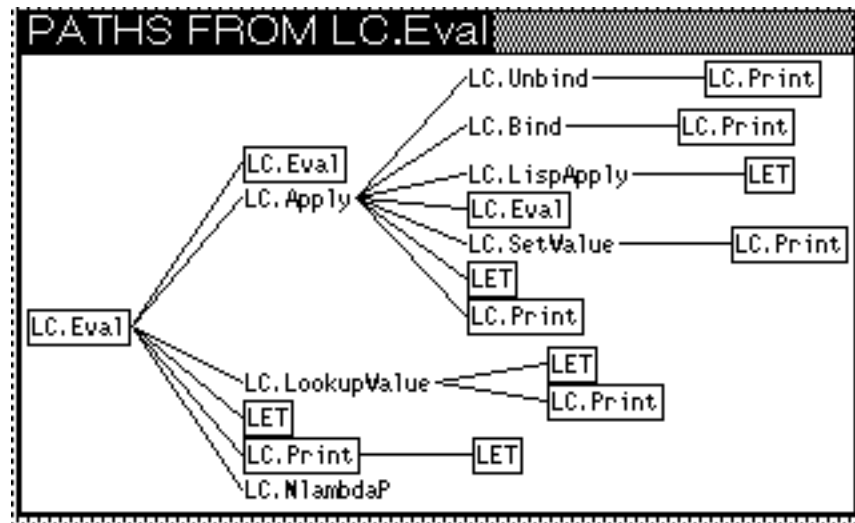 PATHS FROM LC.Eval
LC.Unbind LC.Print
LC.Bind LC.Print
LC.Eval
LC.LispApply LET
LC.Apply
LC.Eval
LC.SetValue LC.Print
LET
LC.Print
LC.Eval
LET
LC.LookupValue
LC.Print
LET
LC.Print LET
LC.NlambdaP